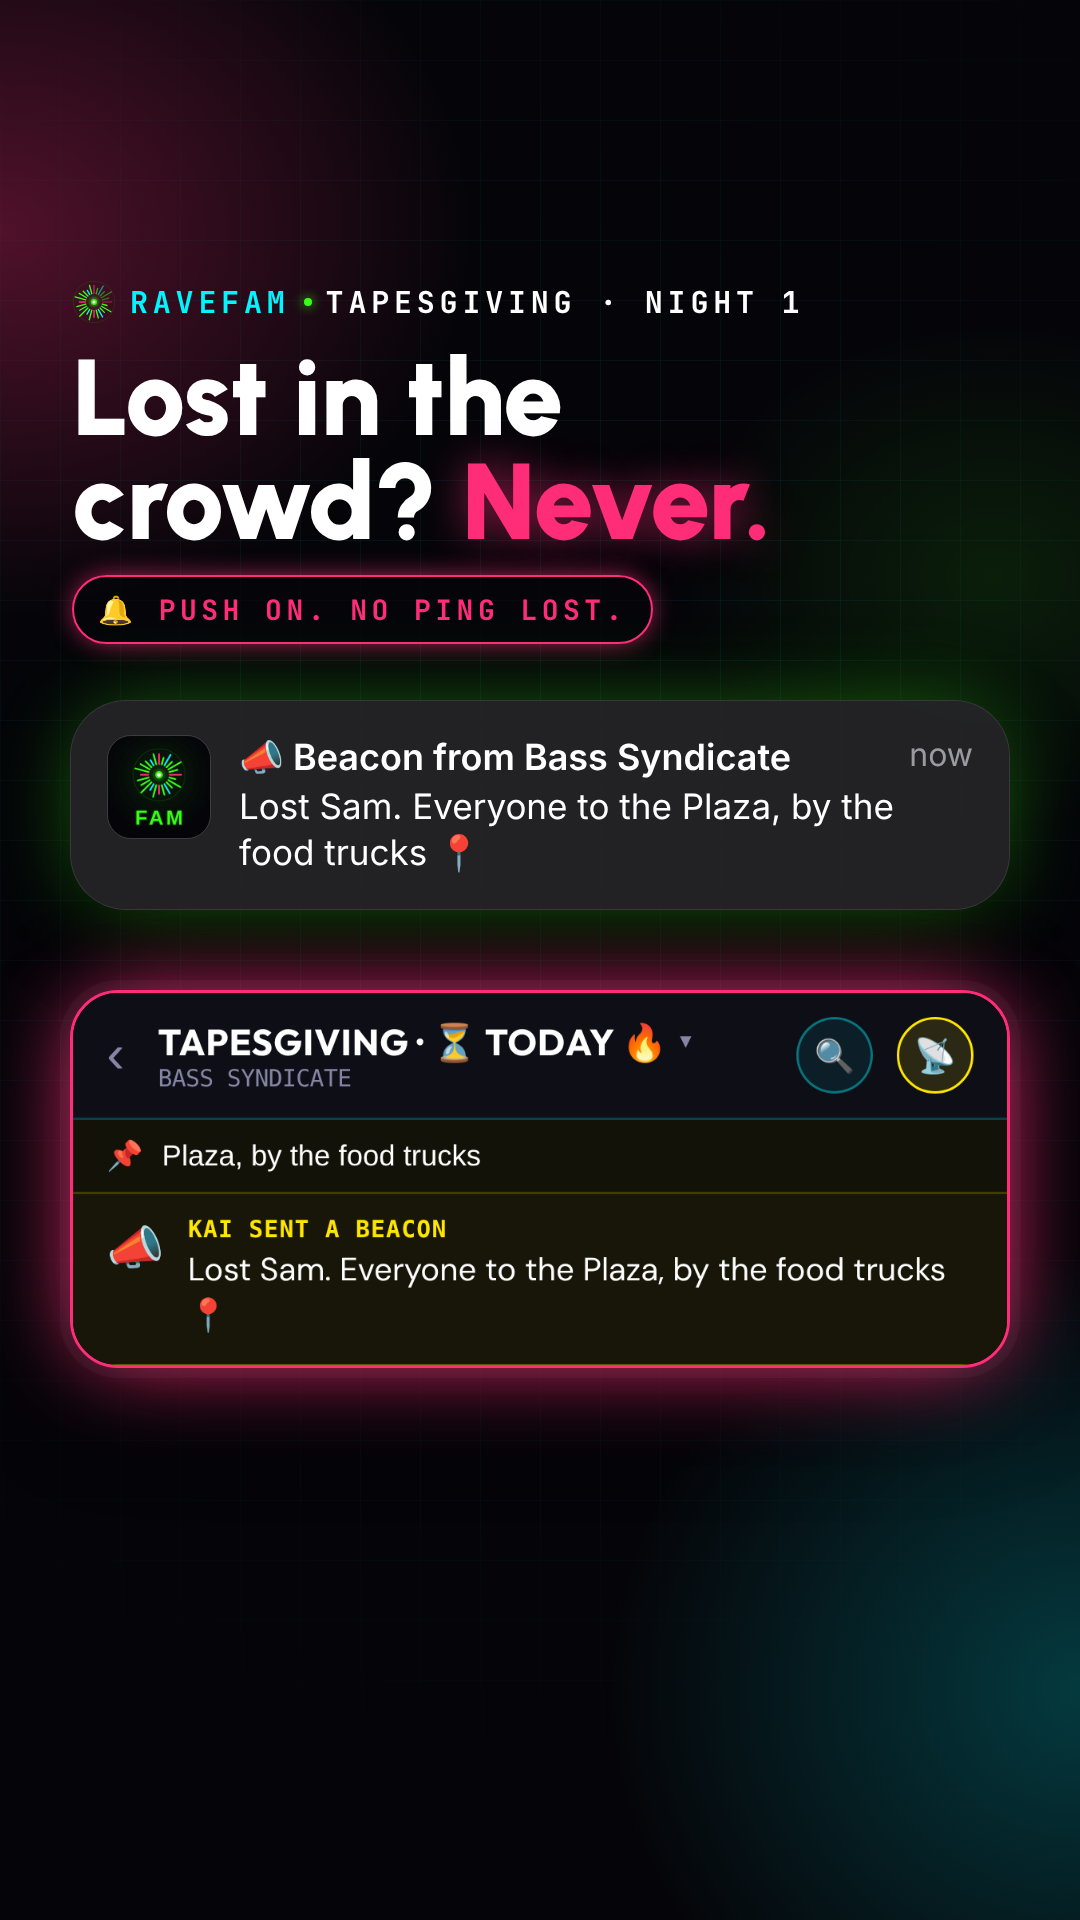 RAVEFAM • TAPESGIVING · NIGHT 1
Lost in the
crowd? Never.
🔔 PUSH ON. NO PING LOST.
FAM
📣 Beacon from Bass Syndicate
now
Lost Sam. Everyone to the Plaza, by the
food trucks 📍
‹ TAPESGIVING · ⏳ TODAY 🔥 ▾
BASS SYNDICATE
📌 Plaza, by the food trucks
📣 KAI SENT A BEACON
Lost Sam. Everyone to the Plaza, by the food trucks
📍